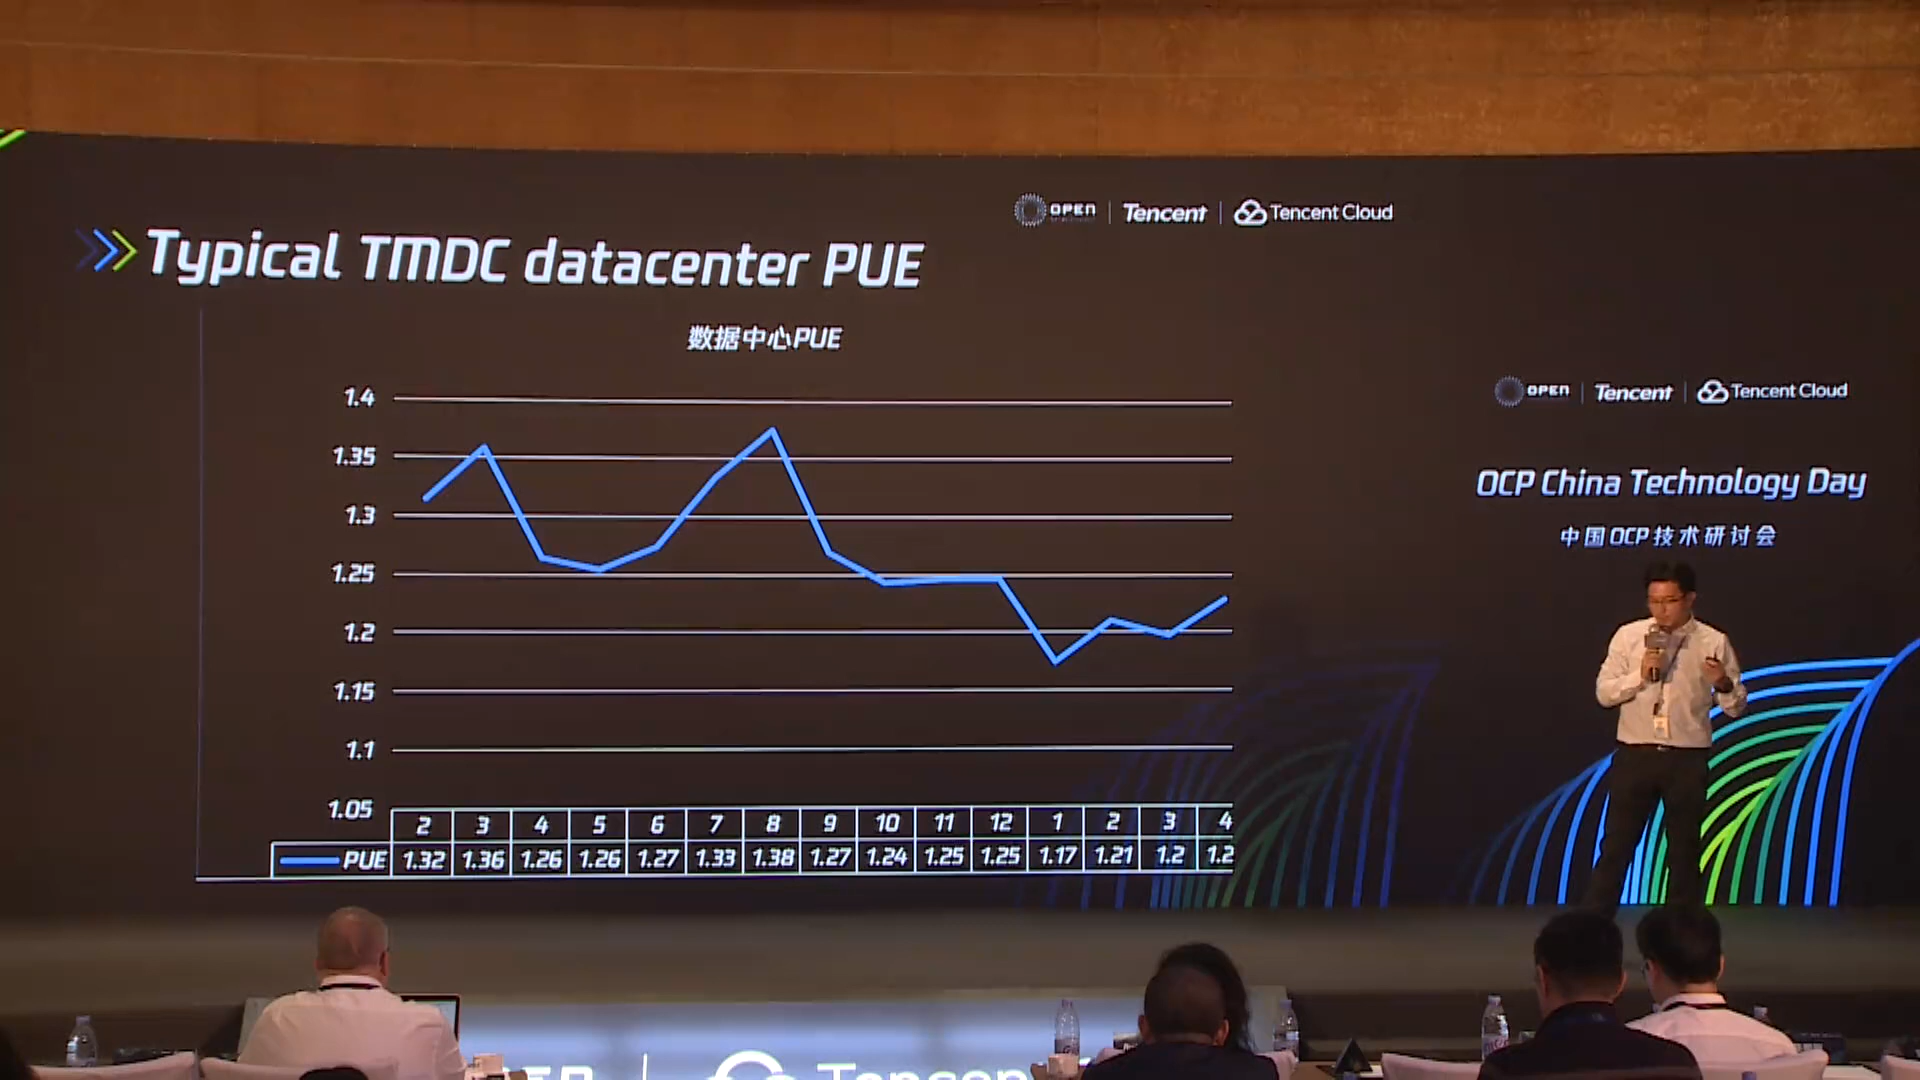 OPEN | Tencent | Tencent Cloud
Typical TMDC datacenter PUE
数据中心PUE
1.4
1.35
1.3
1.25
1.2
1.15
1.1
1.05
2 3 4 5 6 7 8 9 10 11 12 1 2 3 4
PUE 1.32 1.36 1.26 1.26 1.27 1.33 1.38 1.27 1.24 1.25 1.25 1.17 1.21 1.2 1.2
OPEN | Tencent | Tencent Cloud
OCP China Technology Day
中国OCP技术研讨会
Tencen